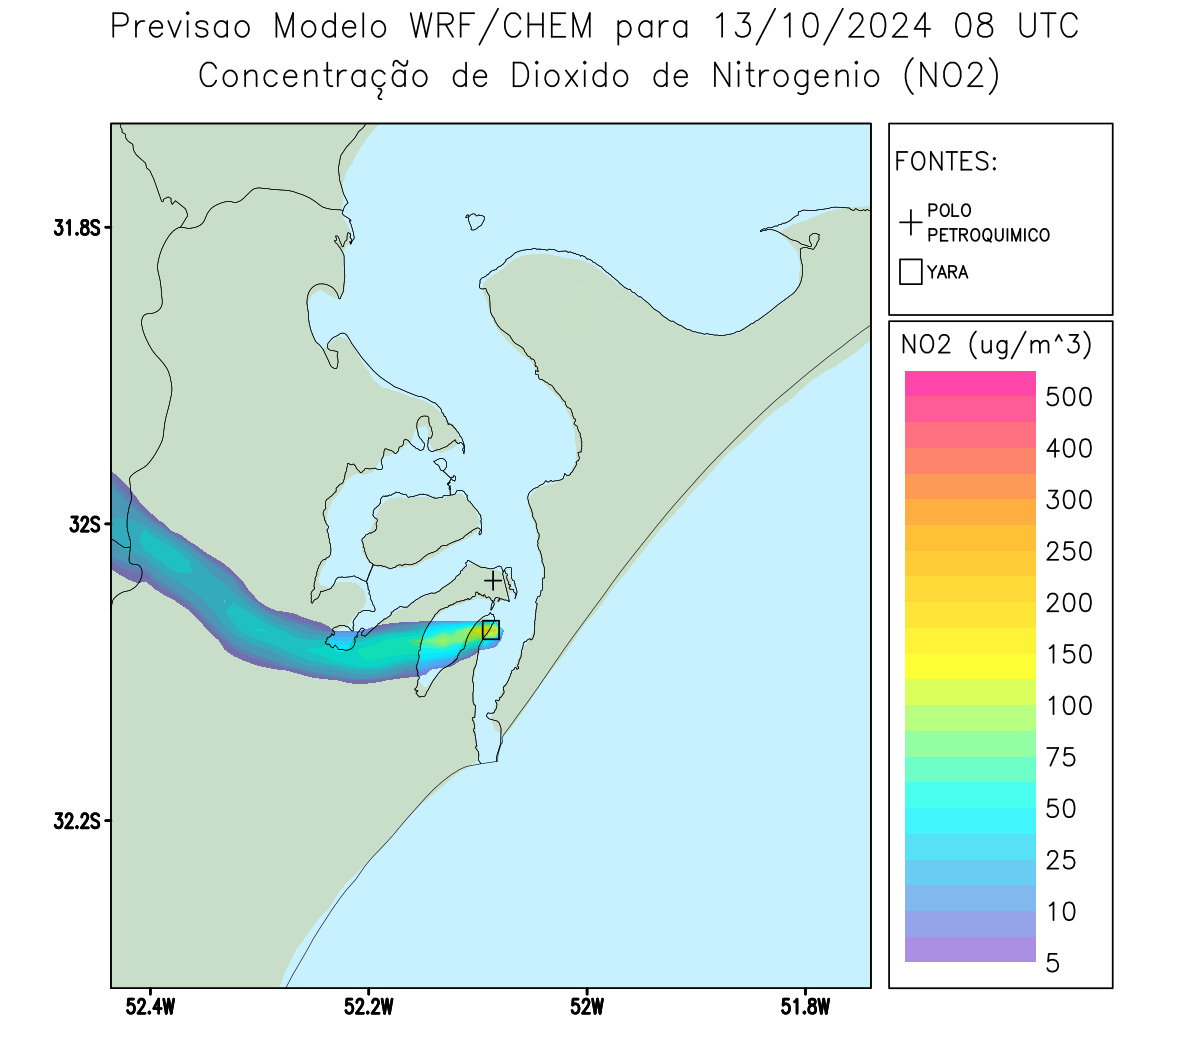 Previsao Modelo WRF/CHEM para 13/10/2024 08 UTC
Concentração de Dioxido de Nitrogenio (NO2)
FONTES:
POLO
PETROQUIMICO
YARA
31.8S
32S
32.2S
52.4W
52.2W
52W
51.8W
NO2 (ug/m^3)
500
400
300
250
200
150
100
75
50
25
10
5